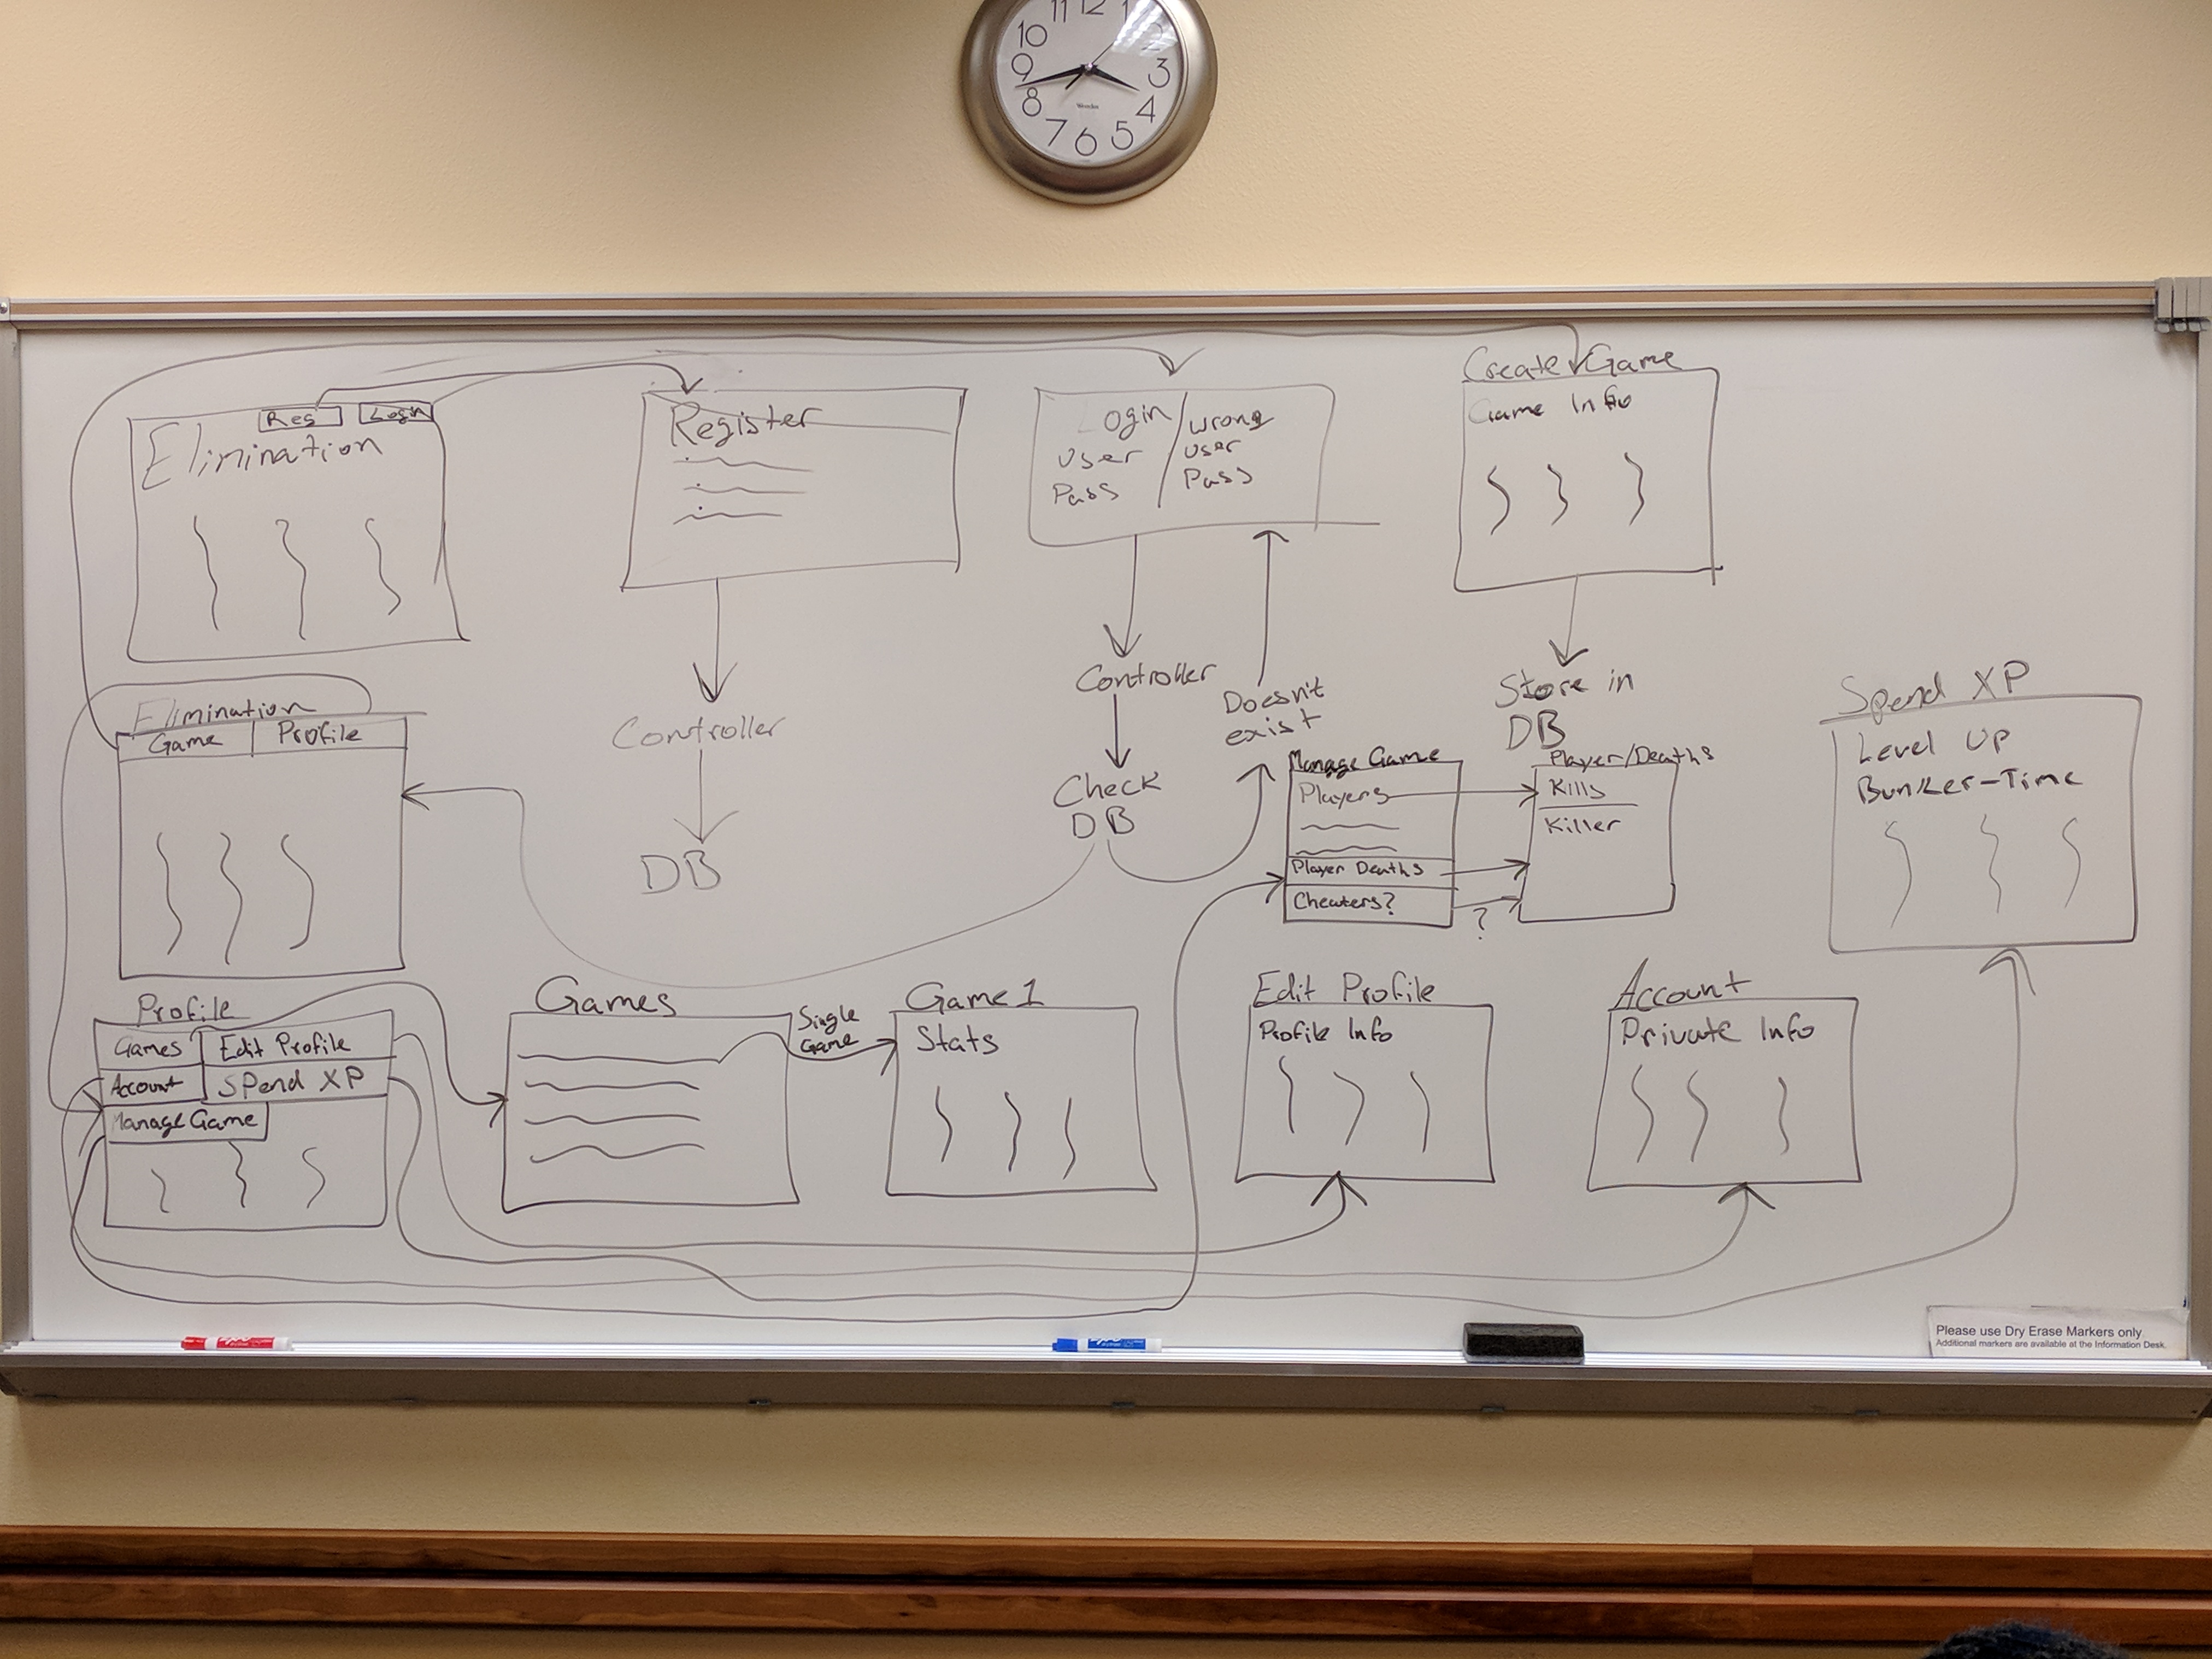 11 12 1
10 2
9 3
8 4
7 6 5
Reg Login
Elimination
Register
Login / Wrong
User User
Pass Pass
Create Game
Game Info
Controller
DB
Controller
Check
DB
Doesn't
exist
Store in
DB
Elimination
Game Profile
Manage Game
Players
Player Deaths
Cheaters?
?
Player/Deaths
Kills
Killer
Spend XP
Level Up
Bunker-Time
Profile
Games Edit Profile
Account Spend XP
Manage Game
Games
Single
Game
Game 1
Stats
Edit Profile
Profile Info
Account
Private Info
Please use Dry Erase Markers only
Additional markers are available at the Information Desk.